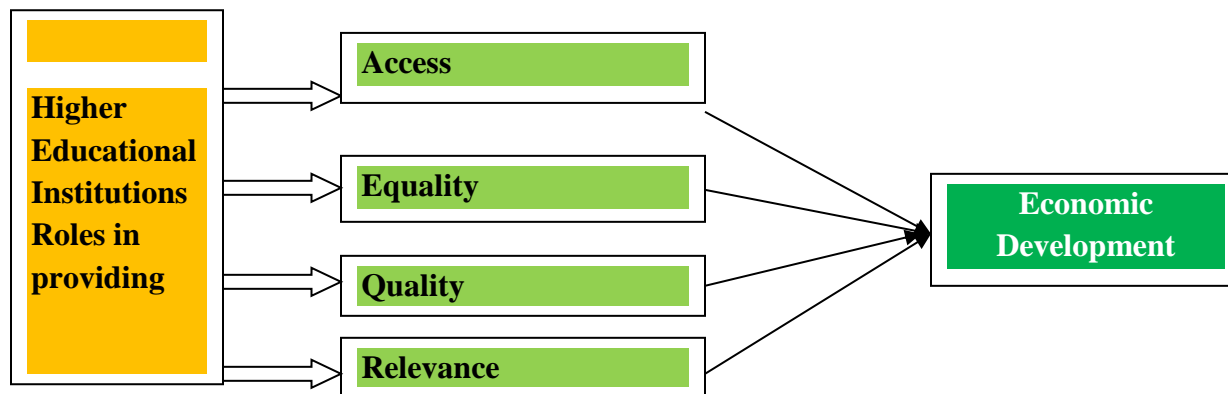 Higher
Educational
Institutions
Roles in
providing
Access
Equality
Quality
Relevance
Economic
Development